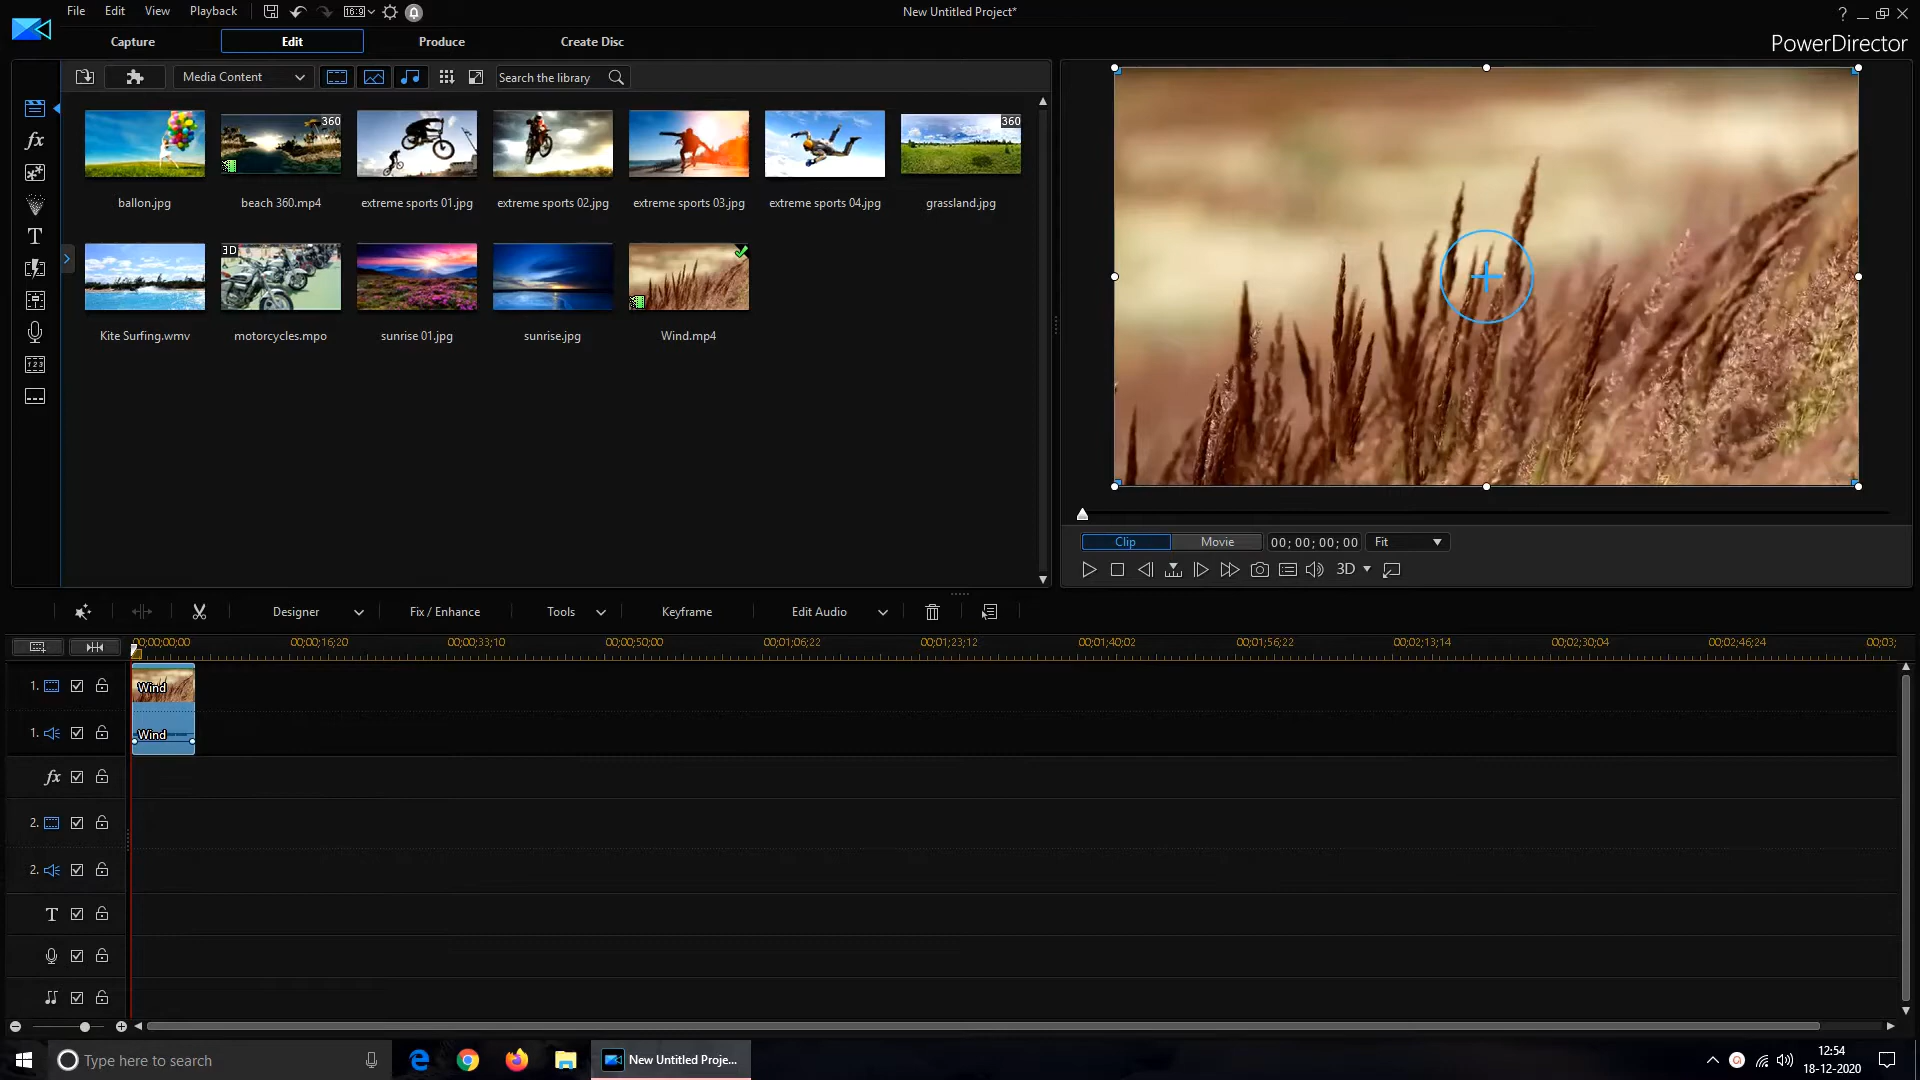 File Edit View Playback 16:9 New Untitled Project* ?
Capture Edit Produce Create Disc PowerDirector
Media Content Search the library
360 360
ballon.jpg beach 360.mp4 extreme sports 01.jpg extreme sports 02.jpg extreme sports 03.jpg extreme sports 04.jpg grassland.jpg
3D
Kite Surfing.wmv motorcycles.mpo sunrise 01.jpg sunrise.jpg Wind.mp4
fx
T
Clip Movie 00;00;00;00 Fit
3D
Designer Fix / Enhance Tools Keyframe Edit Audio
00;00;00;00 00;00;16;20 00;00;33;10 00;00;50;00 00;01;06;22 00;01;23;12 00;01;40;02 00;01;56;22 00;02;13;14 00;02;30;04 00;02;46;24 00;03;
1. Wind
1. Wind
fx
2.
2.
T
Type here to search New Untitled Proje...
12:54
18-12-2020